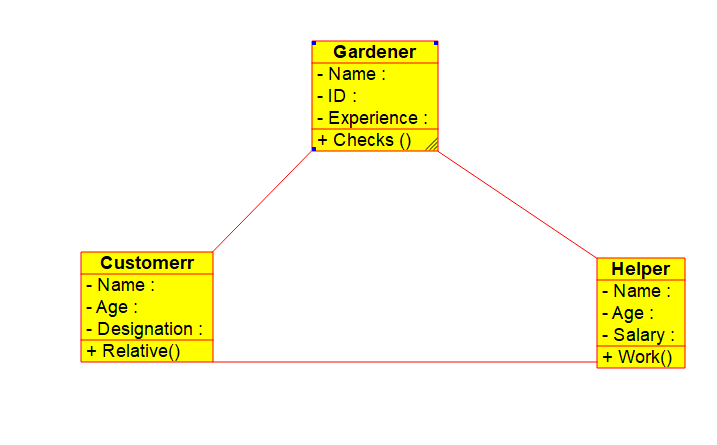 Gardener
- Name :
- ID :
- Experience :
+ Checks ()
Customerr
- Name :
- Age :
- Designation :
+ Relative()
Helper
- Name :
- Age :
- Salary :
+ Work()